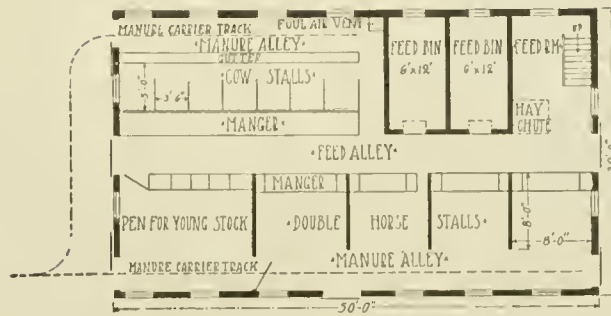 MANURE CARRIER TRACK
FOUL AIR VENT
MANURE ALLEY
GUTTER
COW STALLS
5'-0"
3'6"
MANGER
FEED BIN
6'x12'
FEED BIN
6'x12'
FEED RM
UP
HAY
CHUTE
FEED ALLEY
MANGER
PEN FOR YOUNG STOCK
DOUBLE
HORSE
STALLS
8'-0"
8'-0"
MANURE CARRIER TRACK
MANURE ALLEY
50'-0"